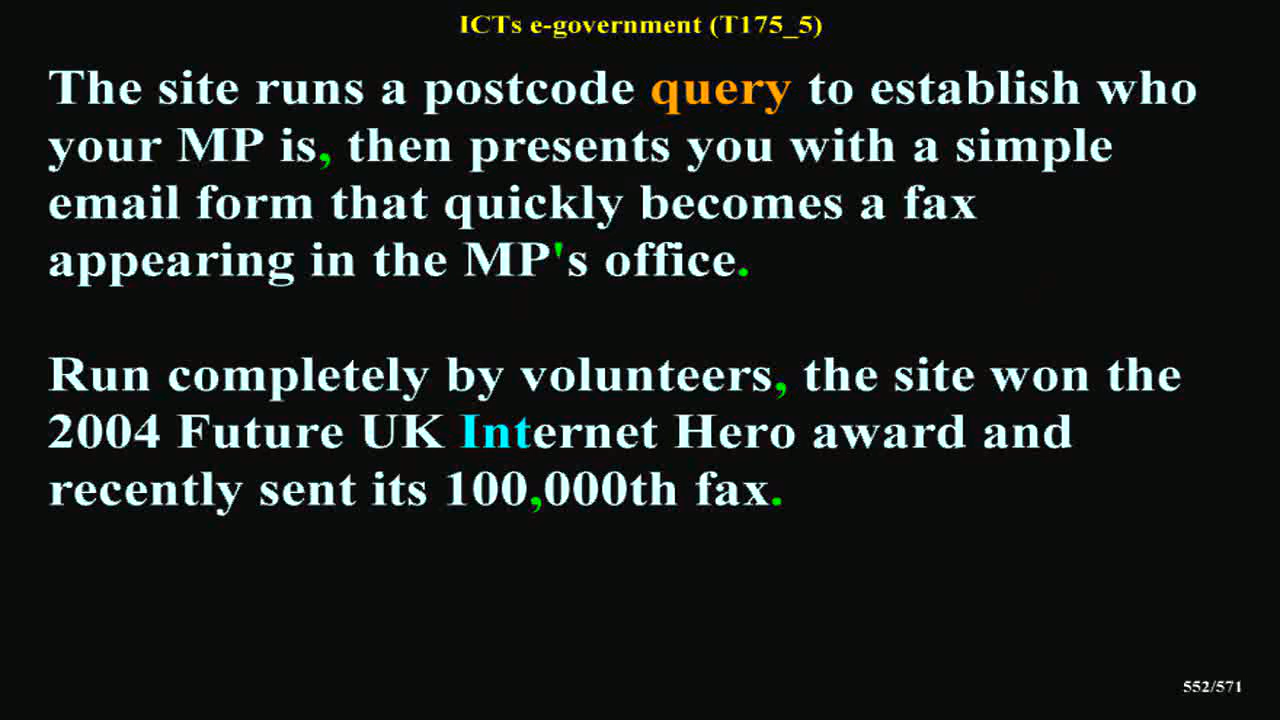 ICTs e-government (T175_5)
The site runs a postcode query to establish who
your MP is, then presents you with a simple
email form that quickly becomes a fax
appearing in the MP's office.
Run completely by volunteers, the site won the
2004 Future UK Internet Hero award and
recently sent its 100,000th fax.
552/571